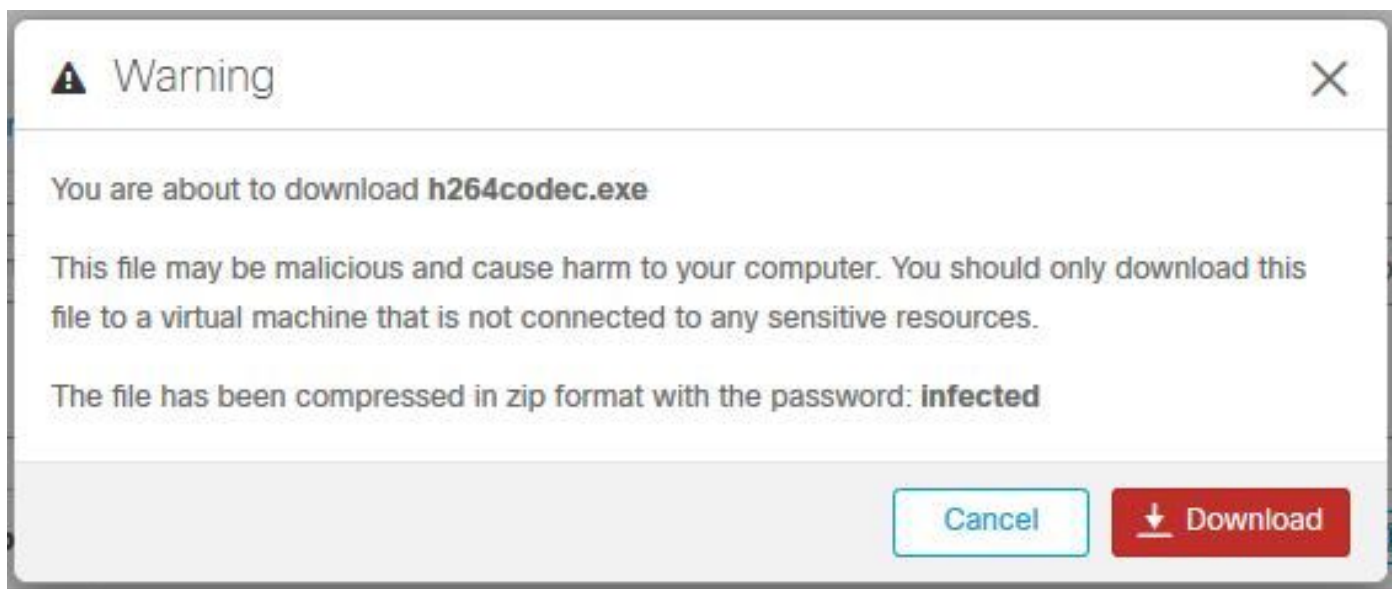 Warning
You are about to download h264codec.exe
This file may be malicious and cause harm to your computer. You should only download this
file to a virtual machine that is not connected to any sensitive resources.
The file has been compressed in zip format with the password: infected
Cancel
Download